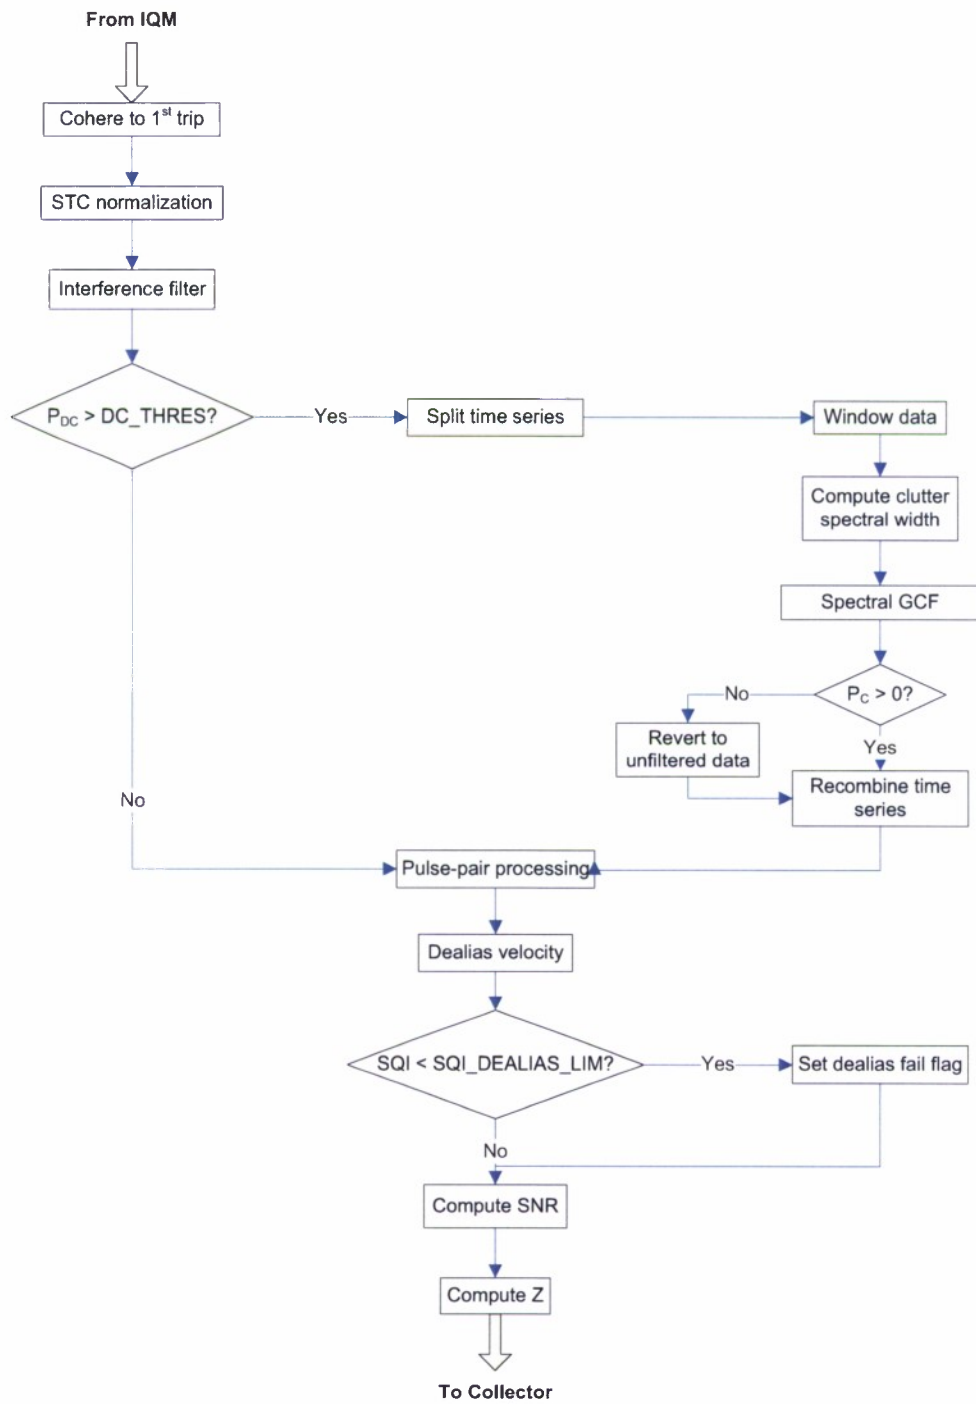 From IQM
Cohere to 1st trip
STC normalization
Interference filter
PDC > DC_THRES?
Yes
Split time series
Window data
Compute clutter
spectral width
Spectral GCF
PC > 0?
No
Revert to
unfiltered data
Yes
Recombine time
series
No
Pulse-pair processing
Dealias velocity
SQI < SQI_DEALIAS_LIM?
Yes
Set dealias fail flag
No
Compute SNR
Compute Z
To Collector